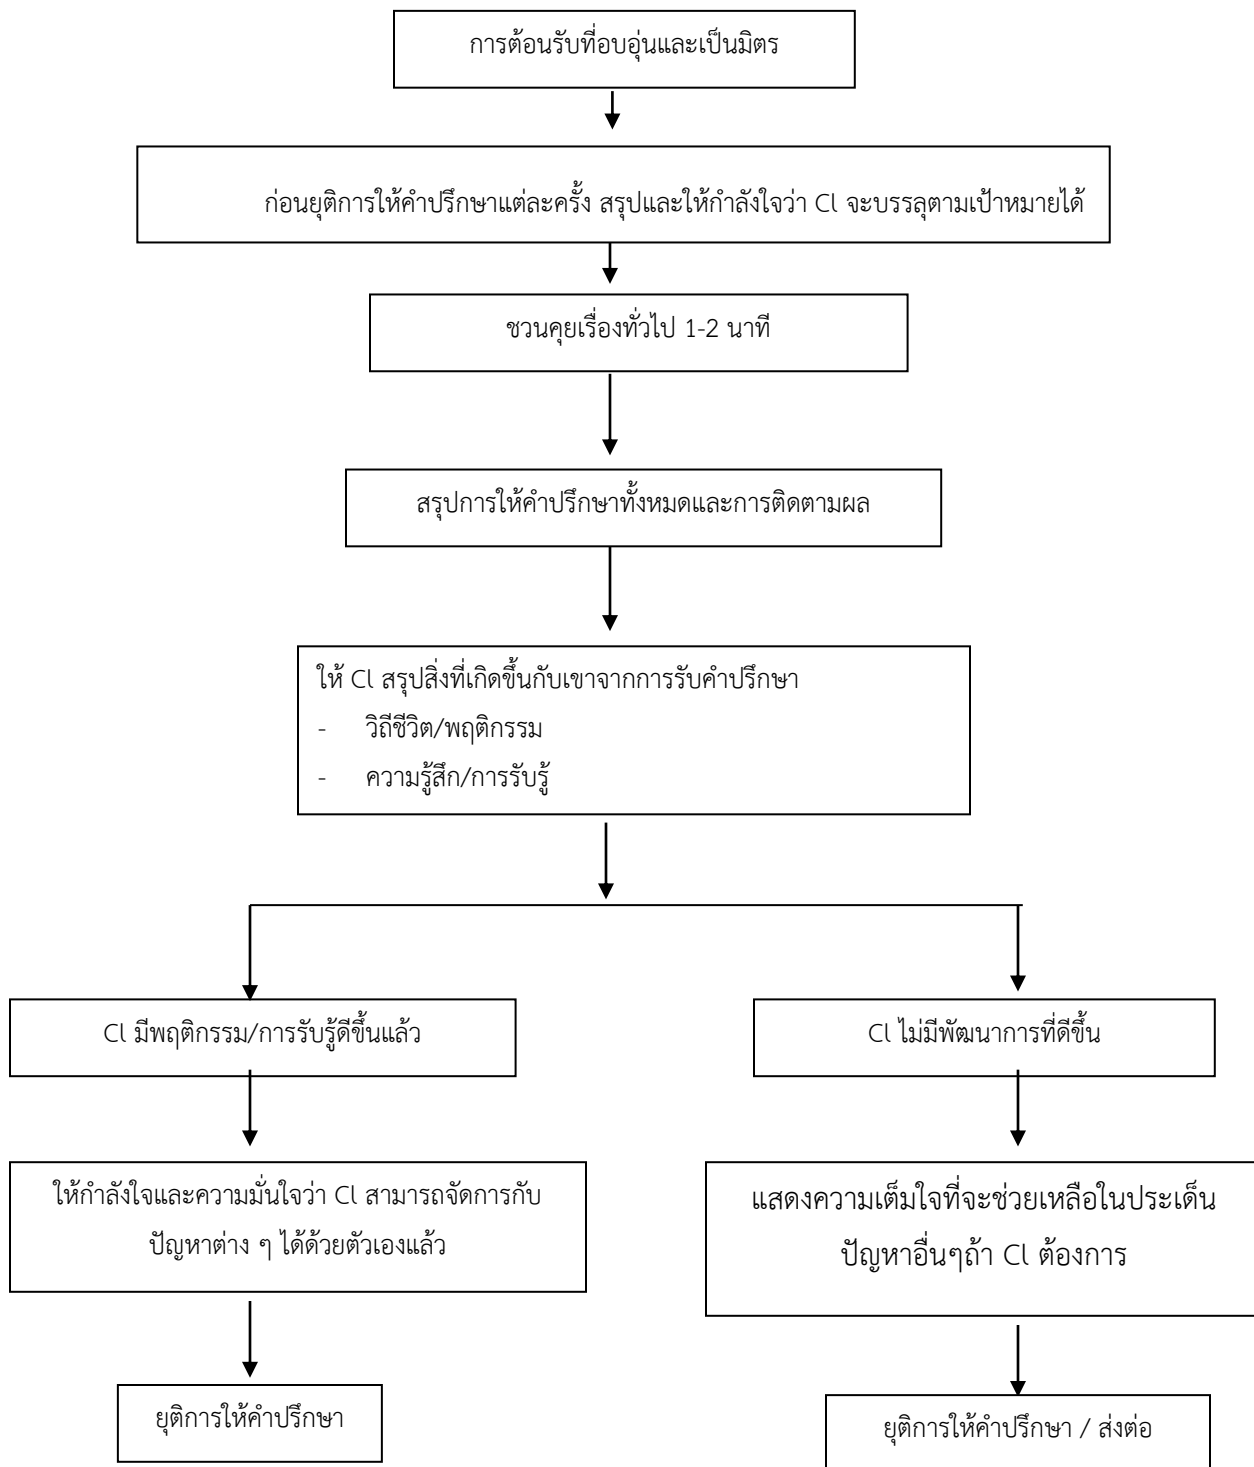 การต้อนรับที่อบอุ่นและเป็นมิตร
ก่อนยุติการให้คำปรึกษาแต่ละครั้ง สรุปและให้กำลังใจว่า Cl จะบรรลุตามเป้าหมายได้
ชวนคุยเรื่องทั่วไป 1-2 นาที
สรุปการให้คำปรึกษาทั้งหมดและการติดตามผล
ให้ Cl สรุปสิ่งที่เกิดขึ้นกับเขาจากการรับคำปรึกษา
- วิถีชีวิต/พฤติกรรม
- ความรู้สึก/การรับรู้
Cl มีพฤติกรรม/การรับรู้ดีขึ้นแล้ว
Cl ไม่มีพัฒนาการที่ดีขึ้น
ให้กำลังใจและความมั่นใจว่า Cl สามารถจัดการกับ
ปัญหาต่าง ๆ ได้ด้วยตัวเองแล้ว
แสดงความเต็มใจที่จะช่วยเหลือในประเด็น
ปัญหาอื่นๆถ้า Cl ต้องการ
ยุติการให้คำปรึกษา
ยุติการให้คำปรึกษา / ส่งต่อ